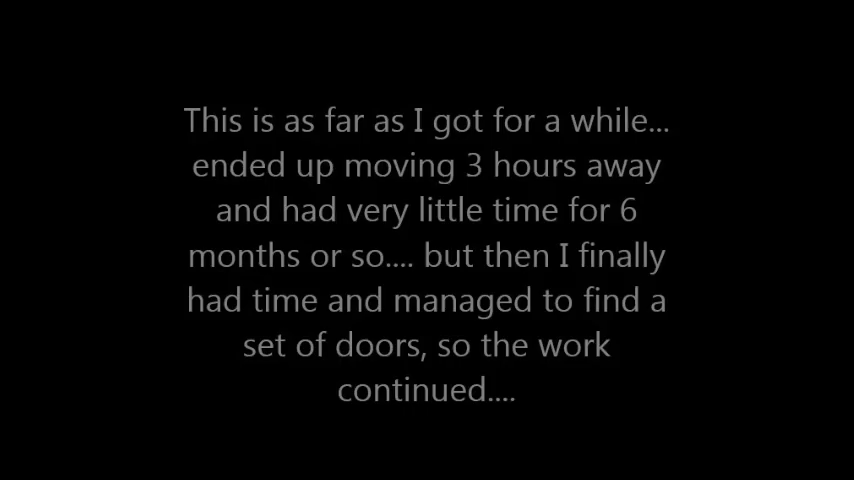 This is as far as I got for a while...
ended up moving 3 hours away
and had very little time for 6
months or so.... but then I finally
had time and managed to find a
set of doors, so the work
continued....